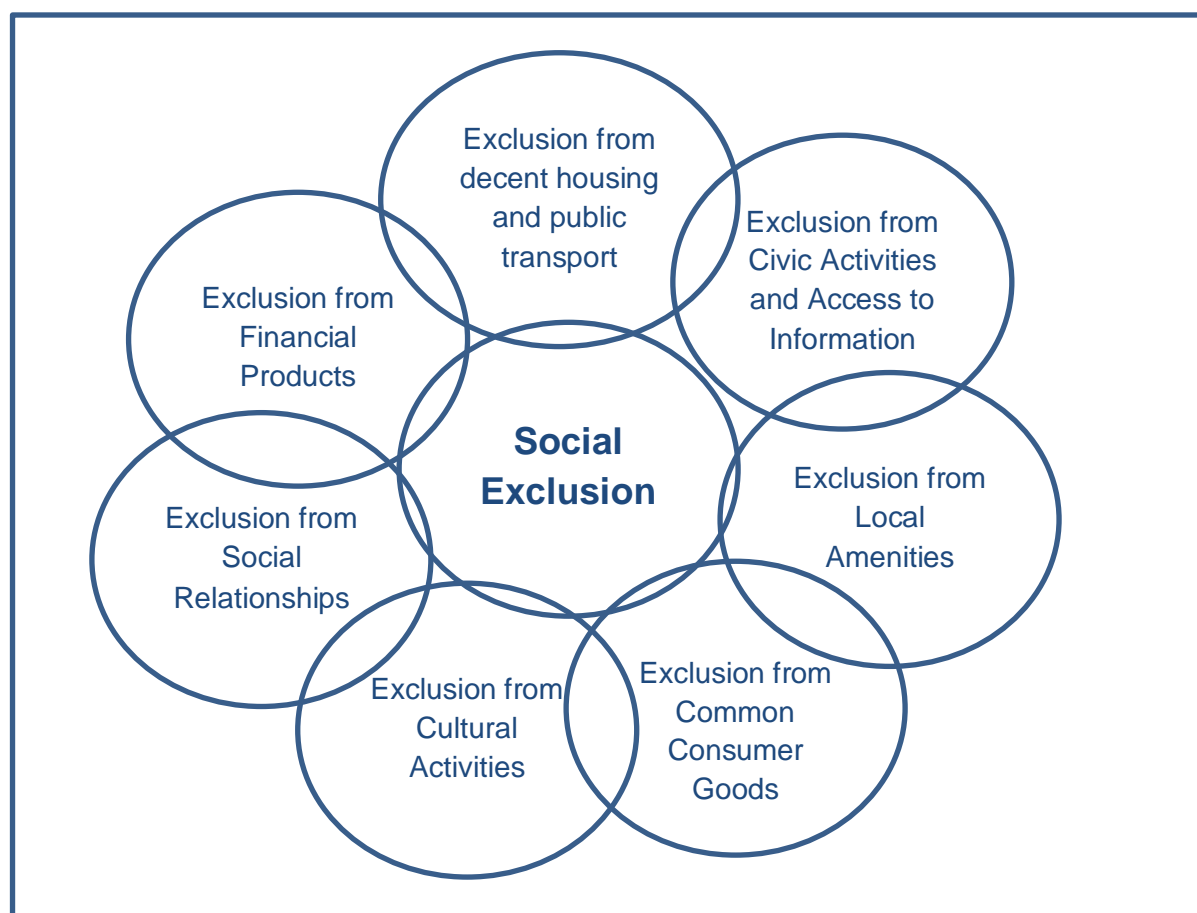 Exclusion from
decent housing
and public
transport
Exclusion from
Civic Activities
and Access to
Information
Exclusion from
Financial
Products
Social
Exclusion
Exclusion from
Local
Amenities
Exclusion from
Social
Relationships
Exclusion from
Cultural
Activities
Exclusion from
Common
Consumer
Goods